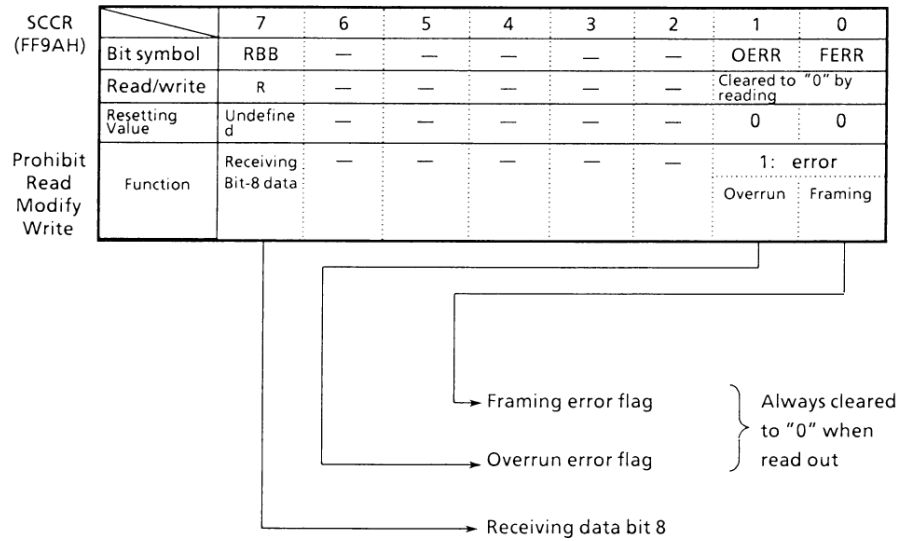 SCCR
(FF9AH)
7 6 5 4 3 2 1 0
Bit symbol RBB — — — — — OERR FERR
Read/write R — — — — — Cleared to "0" by
reading
Resetting
Value
Undefine
d
— — — — — 0 0
Prohibit
Read
Modify
Write
Function
Receiving
Bit-8 data
— — — — —
1: error
Overrun Framing
Framing error flag
Overrun error flag
Always cleared
to "0" when
read out
Receiving data bit 8